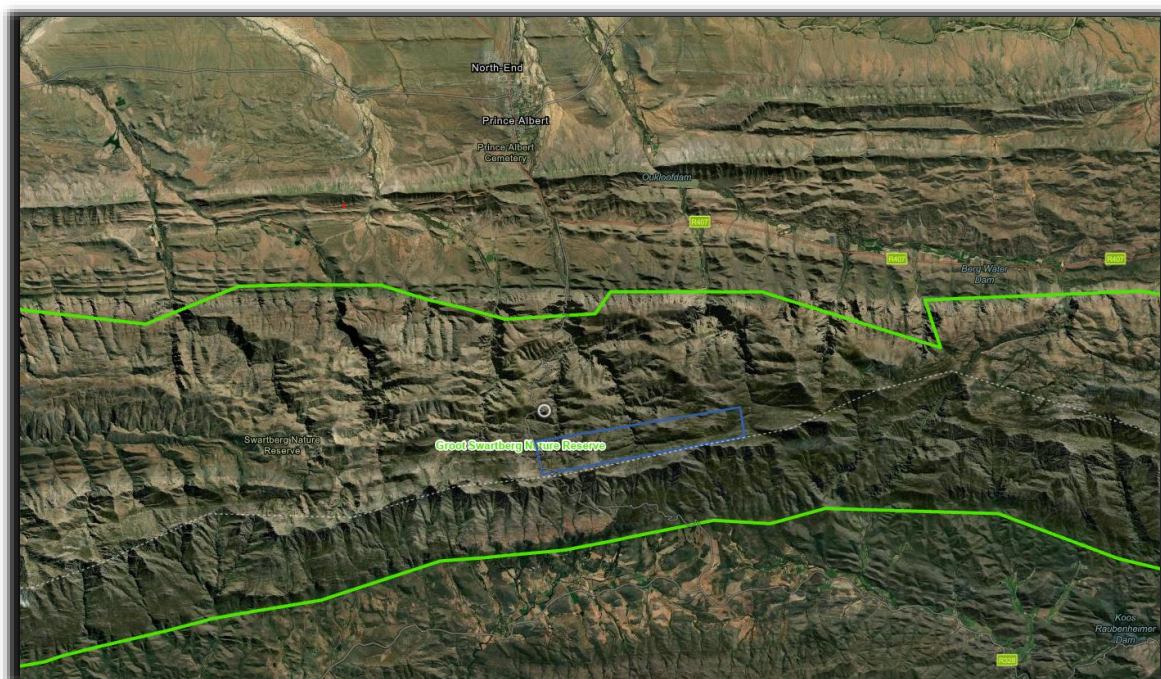 North-End
Prince Albert
Prince Albert
Cemetery
Oukloofdam
R407
R407
R407
Berg Water
Dam
Swartberg Nature
Reserve
Groot Swartberg Nature Reserve
Koos
Raubenheimer
Dam
R328